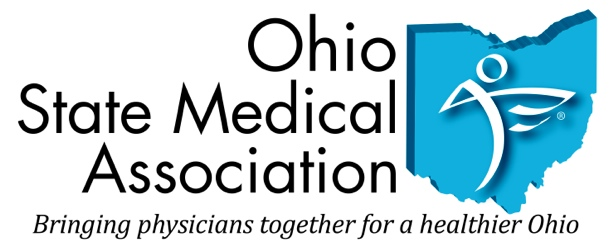 Ohio
State Medical
Association
®
Bringing physicians together for a healthier Ohio